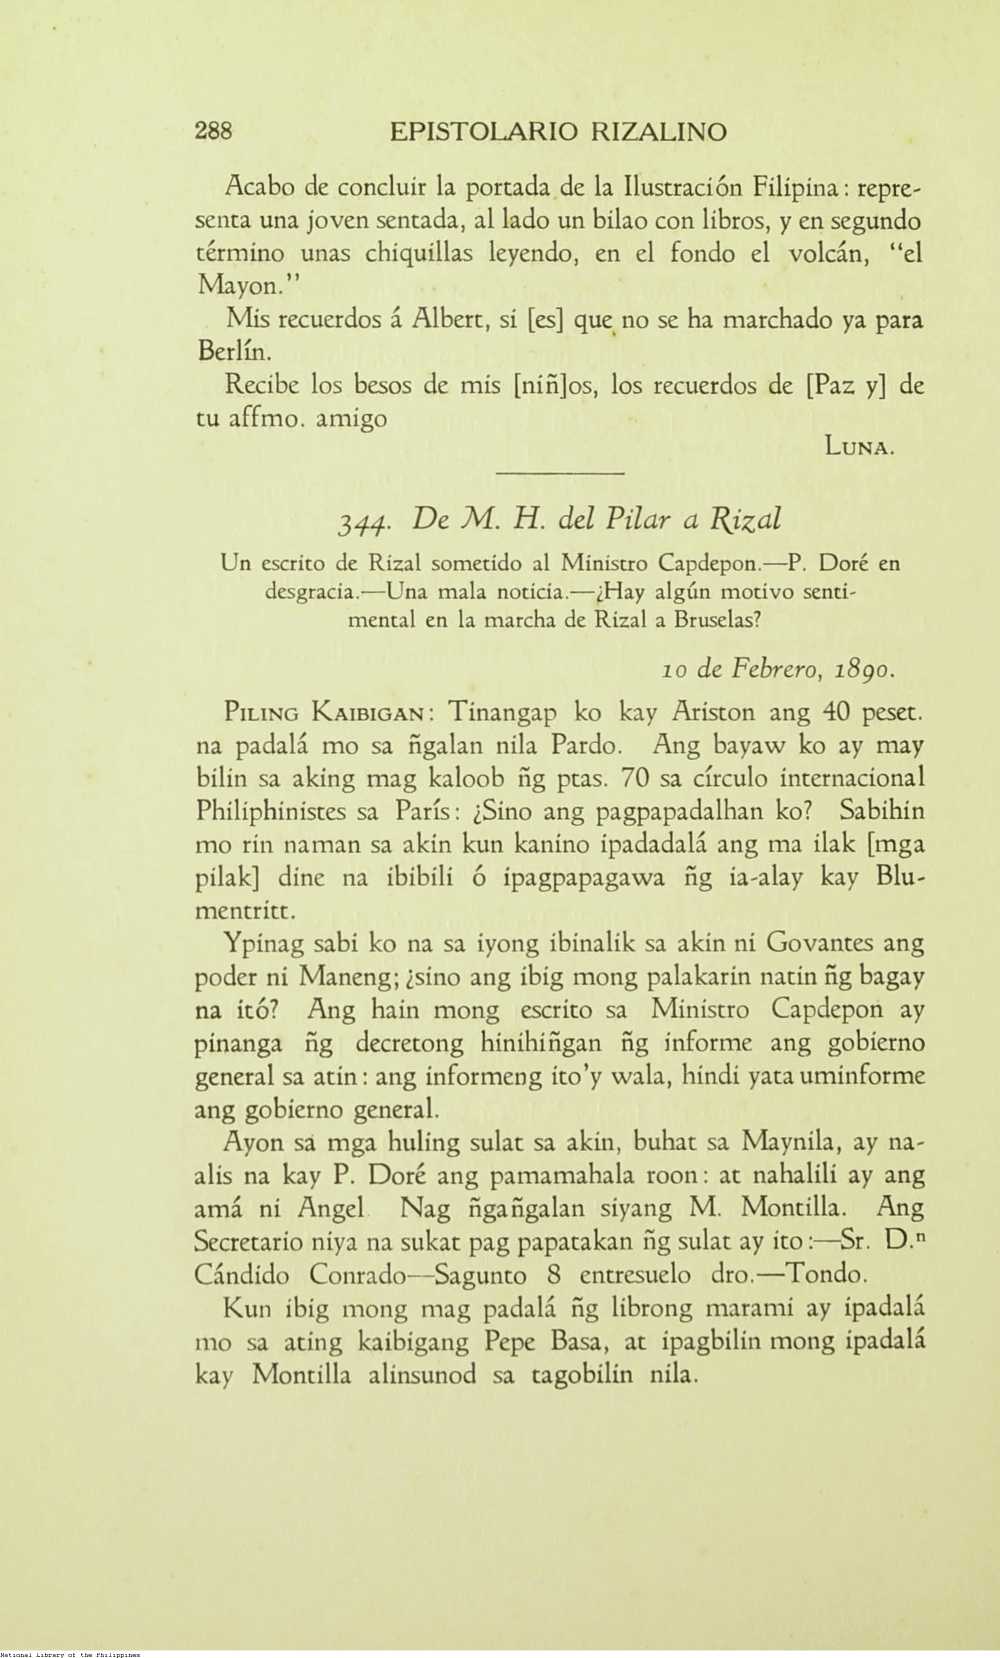 288 EPISTOLARIO RIZALINO
Acabo de concluir la portada de la Ilustración Filipina: repre-
senta una joven sentada, al lado un bilao con libros, y en segundo
término unas chiquillas leyendo, en el fondo el volcán, “el
Mayon.”
Mis recuerdos á Albert, si [es] que no se ha marchado ya para
Berlín.
Recibe los besos de mis [niñ]os, los recuerdos de [Paz y] de
tu affmo. amigo
LUNA.
344. De M. H. del Pilar a Rizal
Un escrito de Rizal sometido al Ministro Capdepon.—P. Doré en
desgracia.—Una mala noticia.—¿Hay algún motivo senti-
mental en la marcha de Rizal a Bruselas?
10 de Febrero, 1890.
PILING KAIBIGAN: Tinangap ko kay Ariston ang 40 peset.
na padalá mo sa ñgalan nila Pardo. Ang bayaw ko ay may
bilin sa aking mag kaloob ñg ptas. 70 sa círculo internacional
Philiphinistes sa París: ¿Sino ang pagpapadalhan ko? Sabihin
mo rin naman sa akin kun kanino ipadadalá ang ma ilak [mga
pilak] dine na ibibili ó ipagpapagawa ñg ia-alay kay Blu-
mentritt.
Ypinag sabi ko na sa iyong ibinalik sa akin ni Govantes ang
poder ni Maneng; ¿sino ang ibig mong palakarin natin ñg bagay
na itó? Ang hain mong escrito sa Ministro Capdepon ay
pinanga ñg decretong hinihiñgan ñg informe ang gobierno
general sa atin: ang informeng ito’y wala, hindi yata uminforme
ang gobierno general.
Ayon sa mga huling sulat sa akin, buhat sa Maynila, ay na-
alis na kay P. Doré ang pamamahala roon: at nahalili ay ang
amá ni Angel Nag ñgañgalan siyang M. Montilla. Ang
Secretario niya na sukat pag papatakan ñg sulat ay ito:—Sr. D.ⁿ
Cándido Conrado—Sagunto 8 entresuelo dro.—Tondo.
Kun ibig mong mag padalá ñg librong marami ay ipadalá
mo sa ating kaibigang Pepe Basa, at ipagbilin mong ipadalá
kay Montilla alinsunod sa tagobilin nila.
National Library of the Philippines